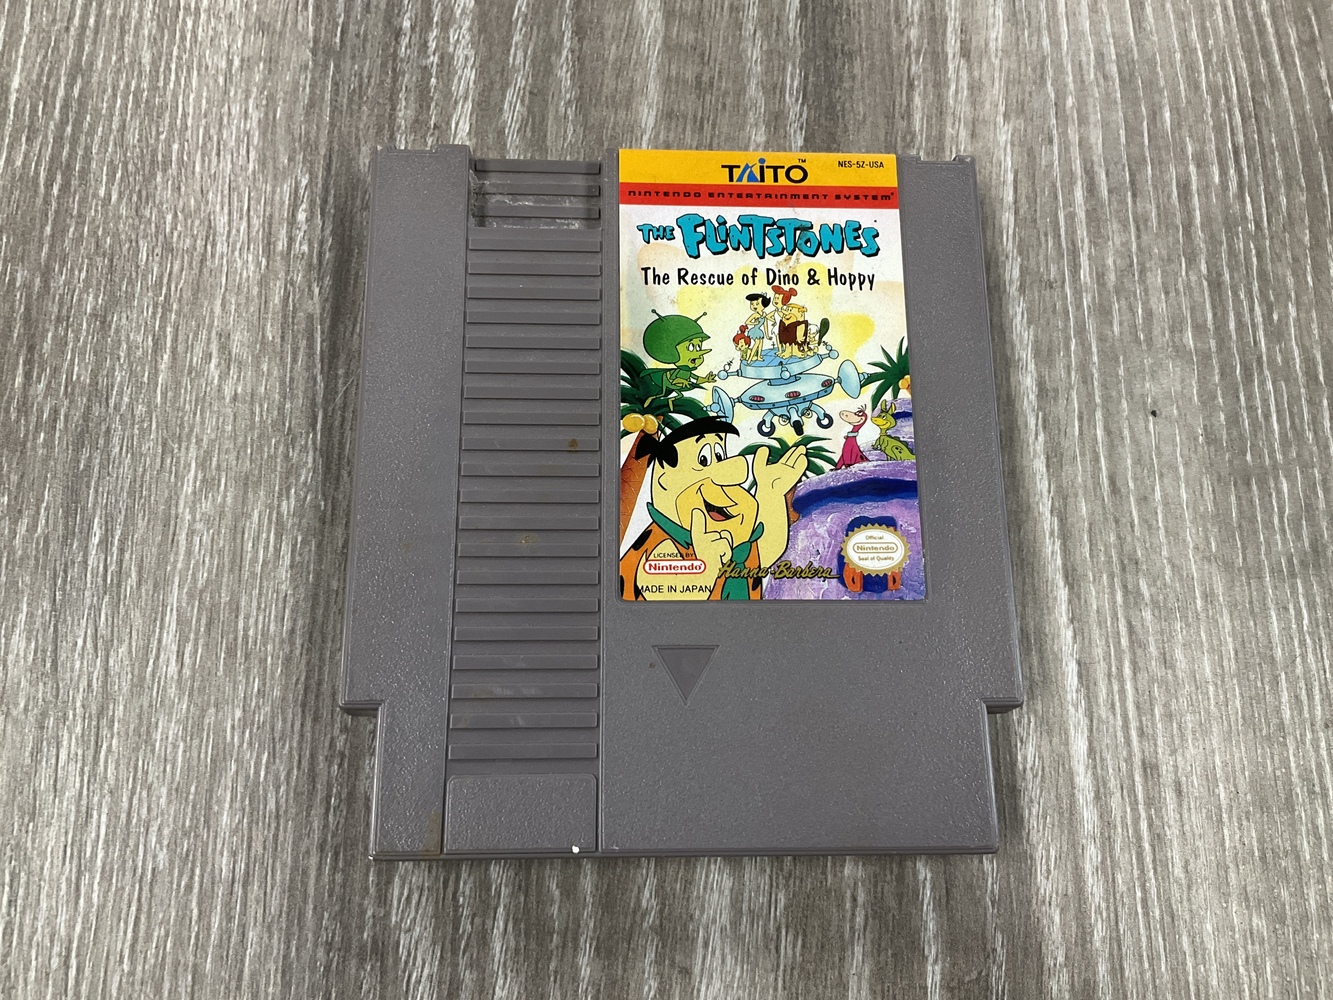 TAITO™
NES-5Z-USA
NINTENDO ENTERTAINMENT SYSTEM®
THE FLINTSTONES
The Rescue of Dino & Hoppy
LICENSED BY
Nintendo
Hanna-Barbera
MADE IN JAPAN
Official
Nintendo
Seal of Quality